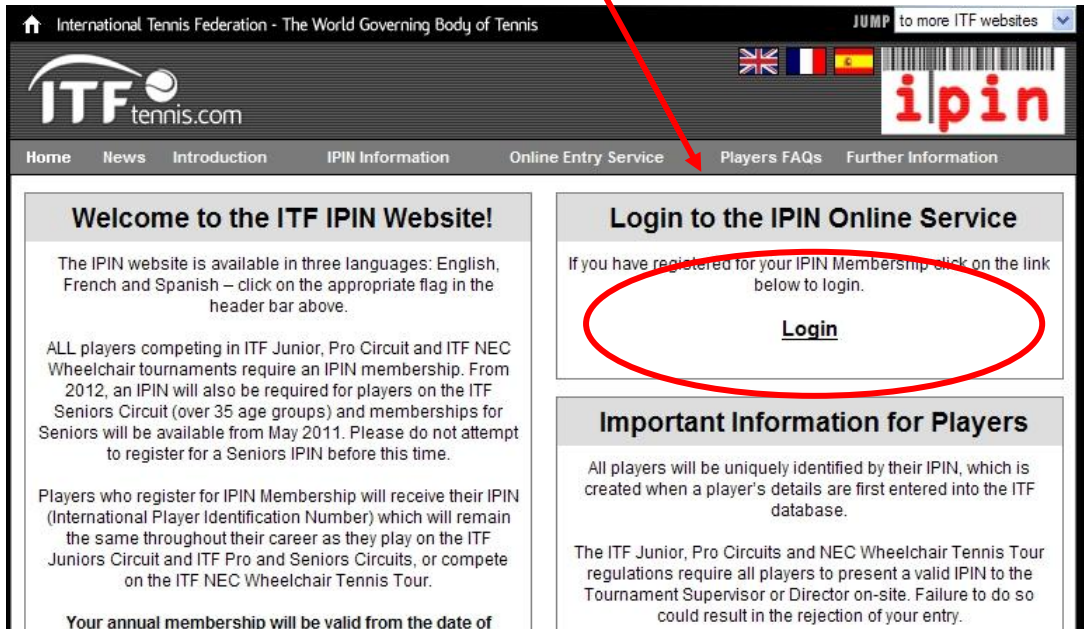 International Tennis Federation - The World Governing Body of Tennis
JUMP to more ITF websites
ITF tennis.com
ipin
Home News Introduction IPIN Information Online Entry Service Players FAQs Further Information
Welcome to the ITF IPIN Website!
The IPIN website is available in three languages: English,
French and Spanish – click on the appropriate flag in the
header bar above.
ALL players competing in ITF Junior, Pro Circuit and ITF NEC
Wheelchair tournaments require an IPIN membership. From
2012, an IPIN will also be required for players on the ITF
Seniors Circuit (over 35 age groups) and memberships for
Seniors will be available from May 2011. Please do not attempt
to register for a Seniors IPIN before this time.
Players who register for IPIN Membership will receive their IPIN
(International Player Identification Number) which will remain
the same throughout their career as they play on the ITF
Juniors Circuit and ITF Pro and Seniors Circuits, or compete
on the ITF NEC Wheelchair Tennis Tour.
Your annual membership will be valid from the date of
Login to the IPIN Online Service
If you have registered for your IPIN Membership click on the link
below to login.
Login
Important Information for Players
All players will be uniquely identified by their IPIN, which is
created when a player's details are first entered into the ITF
database.
The ITF Junior, Pro Circuits and NEC Wheelchair Tennis Tour
regulations require all players to present a valid IPIN to the
Tournament Supervisor or Director on-site. Failure to do so
could result in the rejection of your entry.